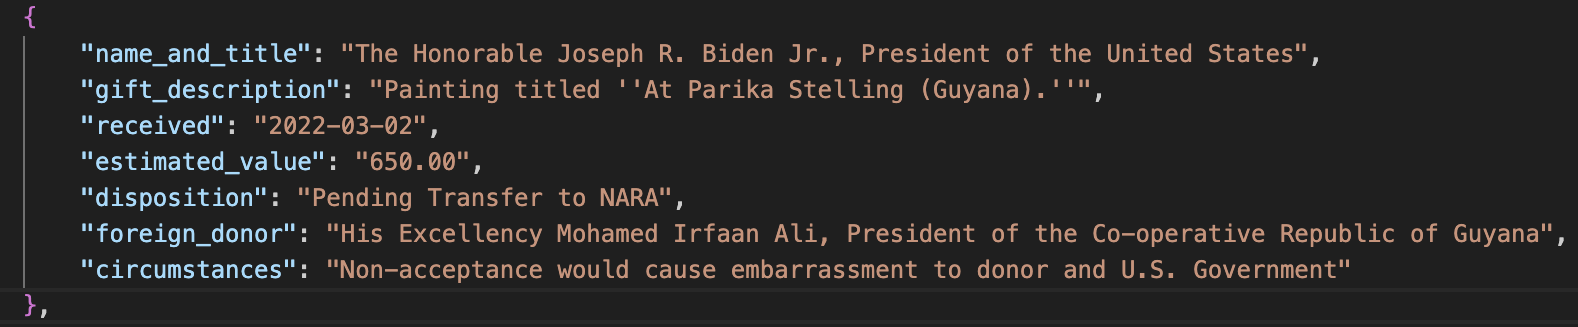 {
"name_and_title": "The Honorable Joseph R. Biden Jr., President of the United States",
"gift_description": "Painting titled ''At Parika Stelling (Guyana).''",
"received": "2022-03-02",
"estimated_value": "650.00",
"disposition": "Pending Transfer to NARA",
"foreign_donor": "His Excellency Mohamed Irfaan Ali, President of the Co-operative Republic of Guyana",
"circumstances": "Non-acceptance would cause embarrassment to donor and U.S. Government"
},